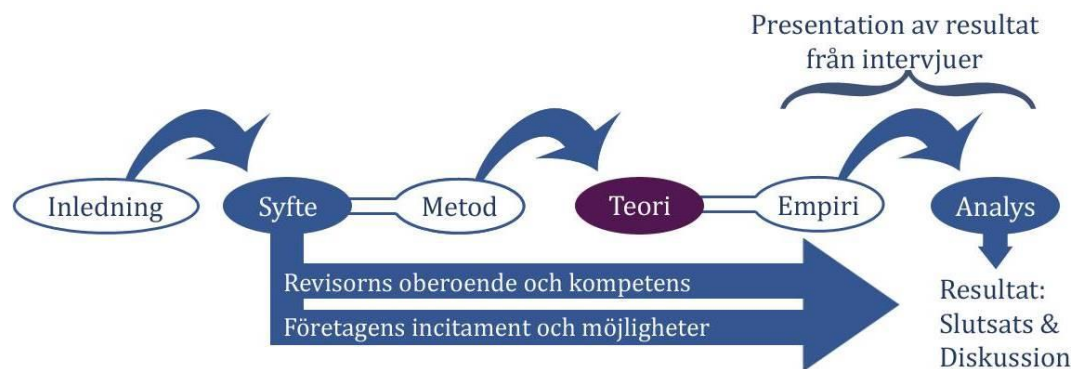 Presentation av resultat
från intervjuer
Inledning
Syfte
Metod
Teori
Empiri
Analys
Revisorns oberoende och kompetens
Företagens incitament och möjligheter
Resultat:
Slutsats &
Diskussion